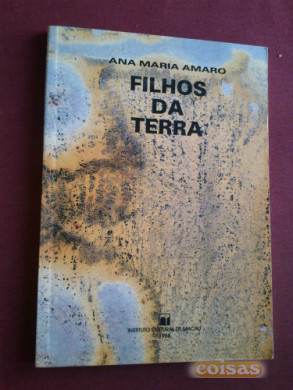 ANA MARIA AMARO
FILHOS
DA
TERRA
INSTITUTO CULTURAL DE MACAU
coisas